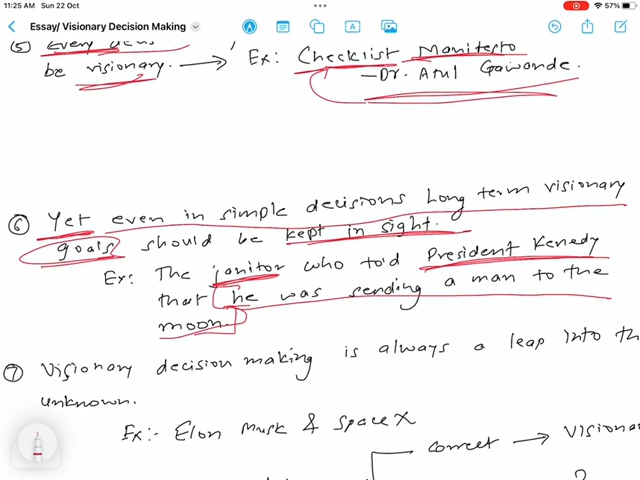 11:25 AM Sun 22 Oct
57%
Essay/ Visionary Decision Making
⑤ Every
be visionary. → Ex: Checklist Manifesto
- Dr. Atul Gawande.
⑥ Yet even in simple decisions Long term visionary
goals should be kept in sight.
Ex: The janitor who told President Kenedy
that he was sending a man to the
moon.
⑦ Visionary decision making is always a leap into th
unknown.
Ex:- Elon Musk & SpaceX
correct → Visiona
?